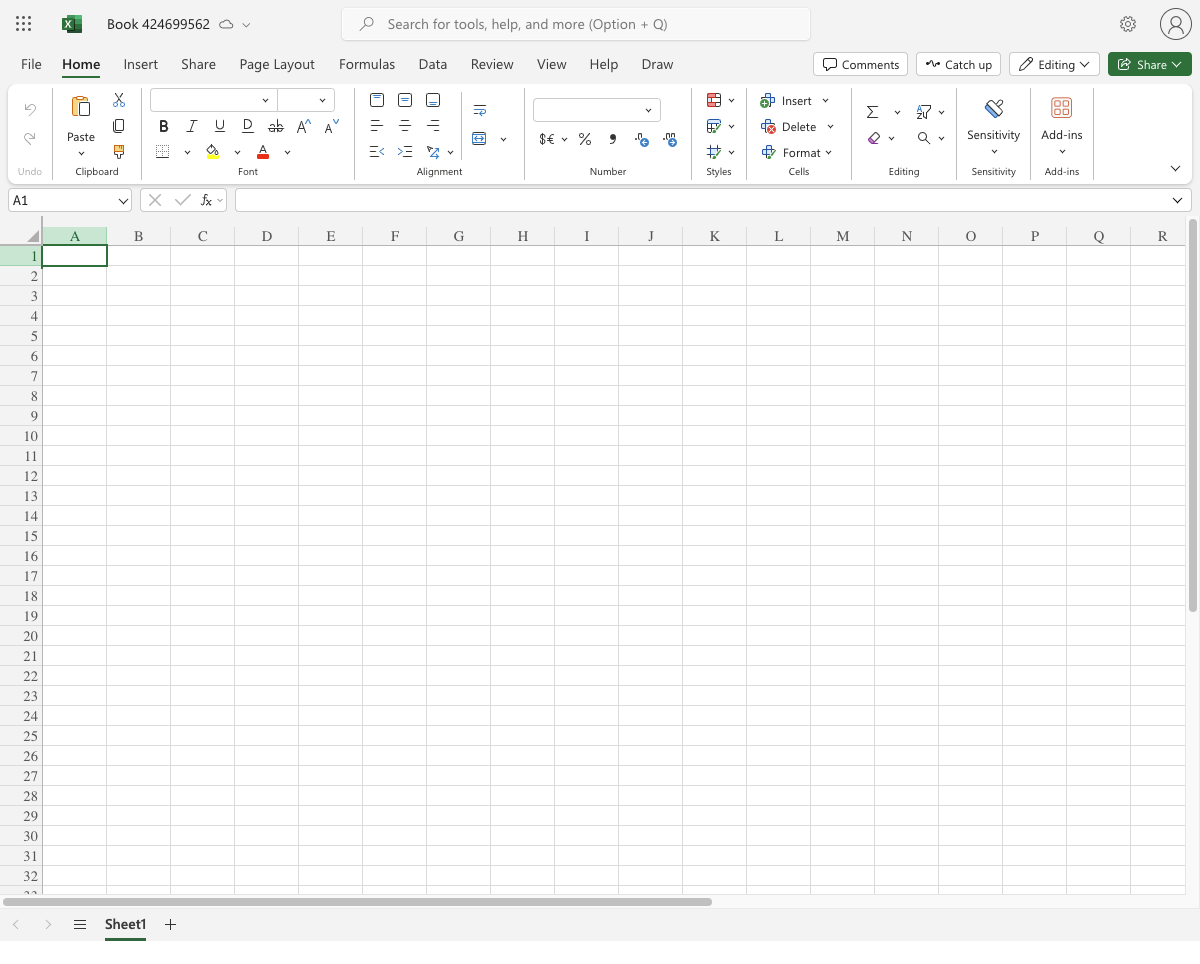 Book 424699562
Search for tools, help, and more (Option + Q)
File Home Insert Share Page Layout Formulas Data Review View Help Draw
Comments Catch up Editing Share
Undo
Paste
Clipboard
B I U D ab A A
A
Font
Alignment
$€ %
Number
Styles
Insert
Delete
Format
Cells
Editing
Sensitivity
Sensitivity
Add-ins
Add-ins
A1 fx
A B C D E F G H I J K L M N O P Q R
1
2
3
4
5
6
7
8
9
10
11
12
13
14
15
16
17
18
19
20
21
22
23
24
25
26
27
28
29
30
31
32
33
Sheet1